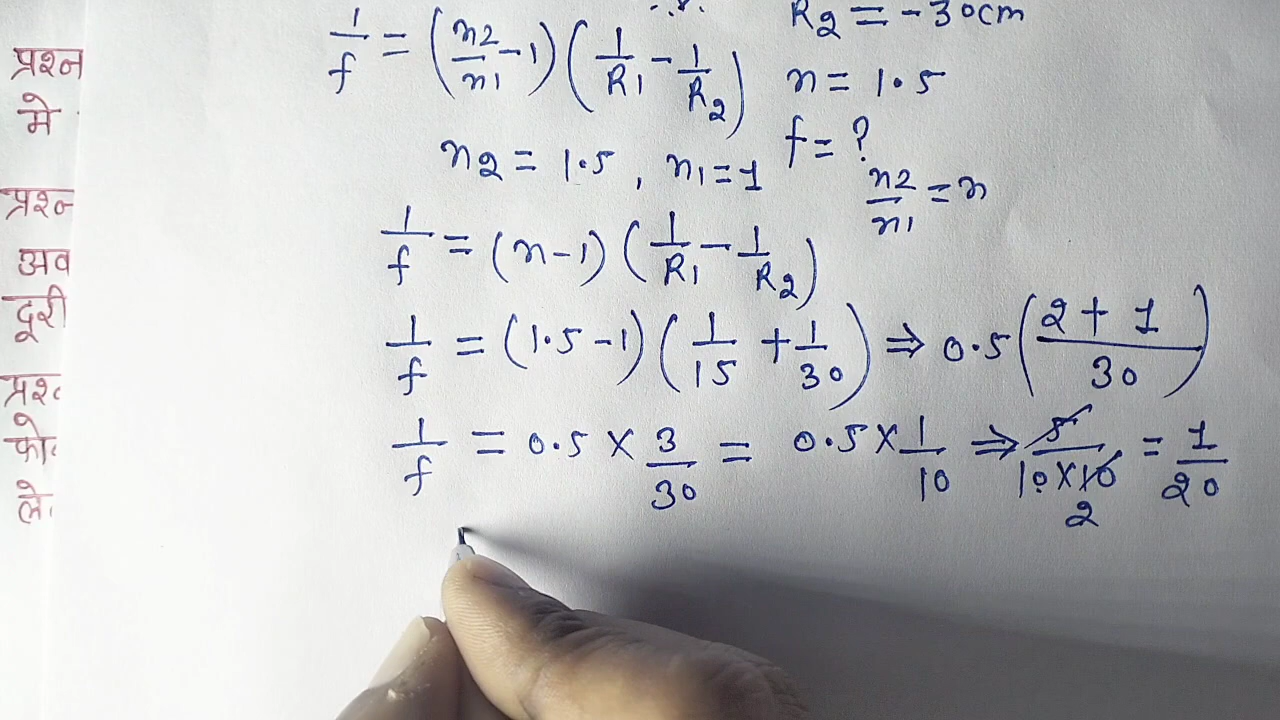 प्रश्न
मे
प्रश्न
अव
दूरी
ले
R2 = -30cm
1/f = (n2/n1 - 1) (1/R1 - 1/R2)
n = 1.5
f = ?
n2 = 1.5, n1 = 1
n2/n1 = n
1/f = (n-1) (1/R1 - 1/R2)
1/f = (1.5-1) (1/15 + 1/30) ⇒ 0.5 ((2+1)/30)
1/f = 0.5 × 3/30 = 0.5 × 1/10 ⇒ 5/(10×10) = 1/20
2